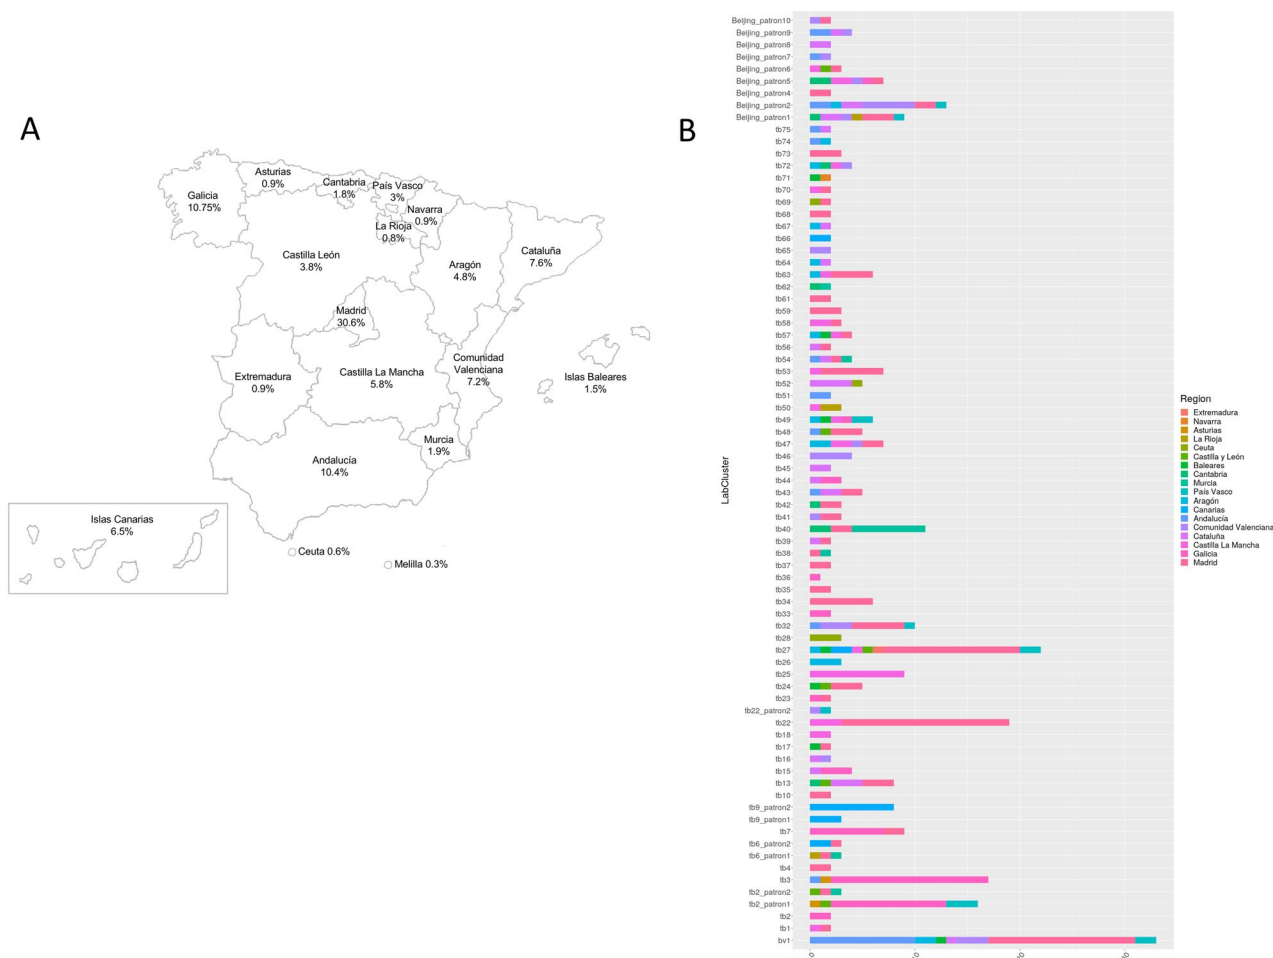 A
Galicia
10.75%
Asturias
0.9%
Cantabria
1.8%
País Vasco
3%
Navarra
0.9%
La Rioja
0.8%
Castilla León
3.8%
Aragón
4.8%
Cataluña
7.6%
Madrid
30.6%
Extremadura
0.9%
Castilla La Mancha
5.8%
Comunidad
Valenciana
7.2%
Islas Baleares
1.5%
Murcia
1.9%
Andalucía
10.4%
Islas Canarias
6.5%
Ceuta 0.6%
Melilla 0.3%
B
LabCluster
Beijing_patron10
Beijing_patron9
Beijing_patron8
Beijing_patron7
Beijing_patron6
Beijing_patron5
Beijing_patron4
Beijing_patron2
Beijing_patron1
tb75
tb74
tb73
tb72
tb71
tb70
tb69
tb68
tb67
tb66
tb65
tb64
tb63
tb62
tb61
tb59
tb58
tb57
tb56
tb54
tb53
tb52
tb51
tb50
tb49
tb48
tb47
tb46
tb45
tb44
tb43
tb42
tb41
tb40
tb39
tb38
tb37
tb36
tb35
tb34
tb33
tb32
tb28
tb27
tb26
tb25
tb24
tb23
tb22_patron2
tb22
tb18
tb17
tb16
tb15
tb13
tb10
tb9_patron2
tb9_patron1
tb7
tb6_patron2
tb6_patron1
tb4
tb3
tb2_patron2
tb2_patron1
tb2
tb1
bv1
Region
Extremadura
Navarra
Asturias
La Rioja
Ceuta
Castilla y León
Baleares
Cantabria
Murcia
País Vasco
Aragón
Canarias
Andalucía
Comunidad Valenciana
Cataluña
Castilla La Mancha
Galicia
Madrid